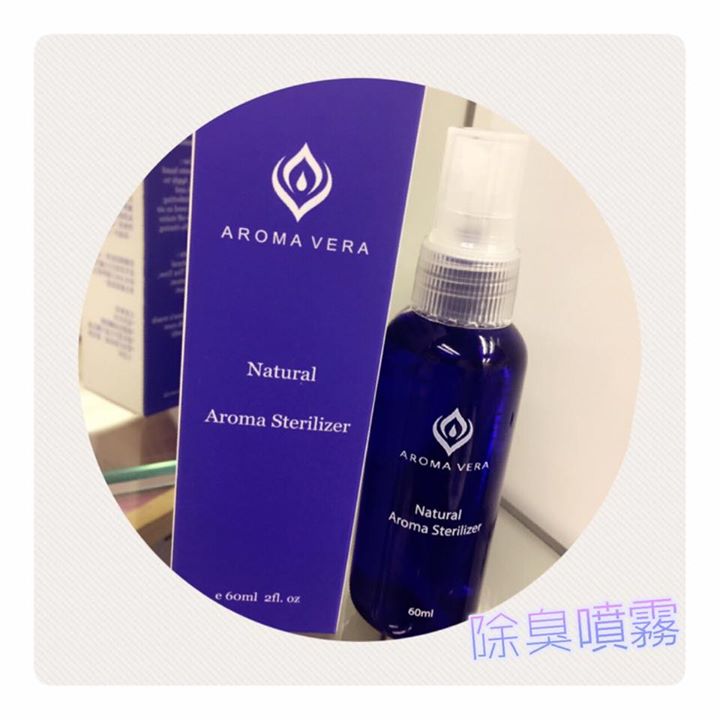 AROMA VERA
Natural
Aroma Sterilizer
e 60ml 2fl. oz
AROMA VERA
Natural
Aroma Sterilizer
60ml
除臭噴霧